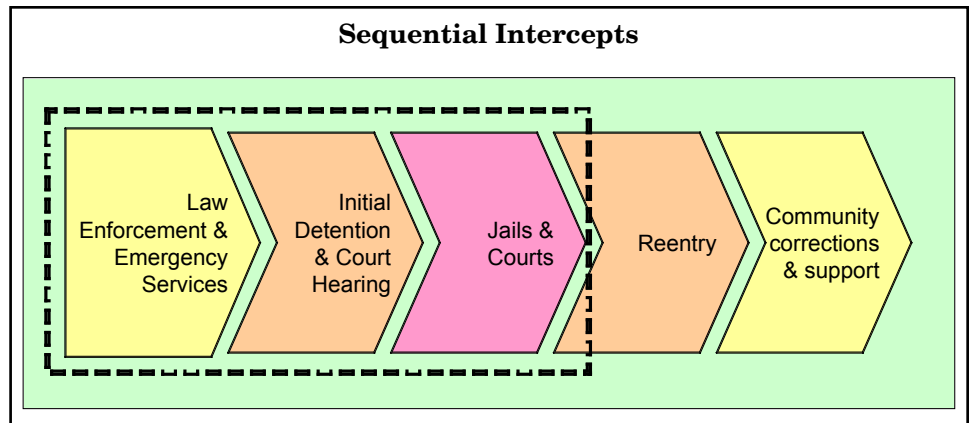 Sequential Intercepts
Law
Enforcement &
Emergency
Services
Initial
Detention
& Court
Hearing
Jails &
Courts
Reentry
Community
corrections
& support